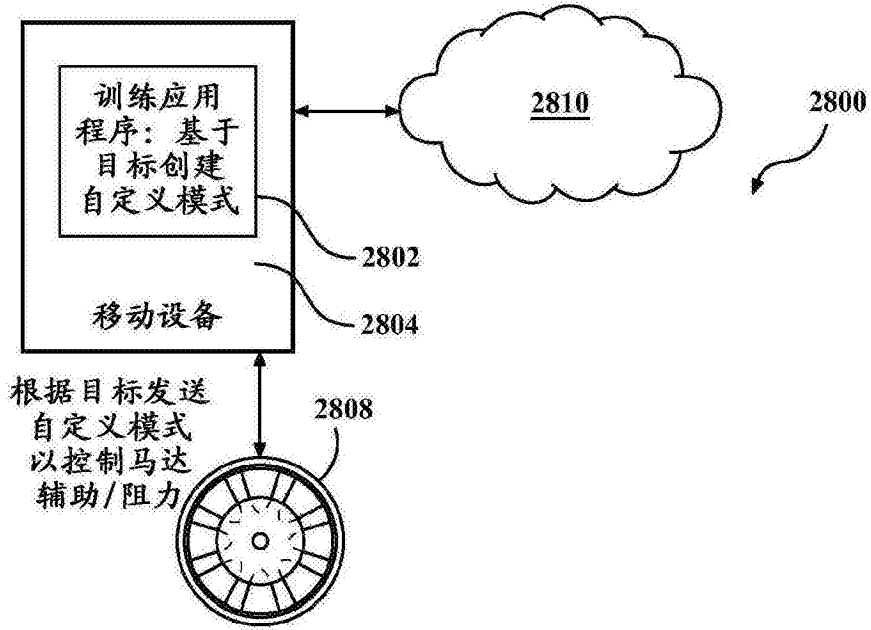 训练应用
程序：基于
目标创建
自定义模式
2810
2800
2802
2804
移动设备
根据目标发送
自定义模式
以控制马达
辅助/阻力
2808